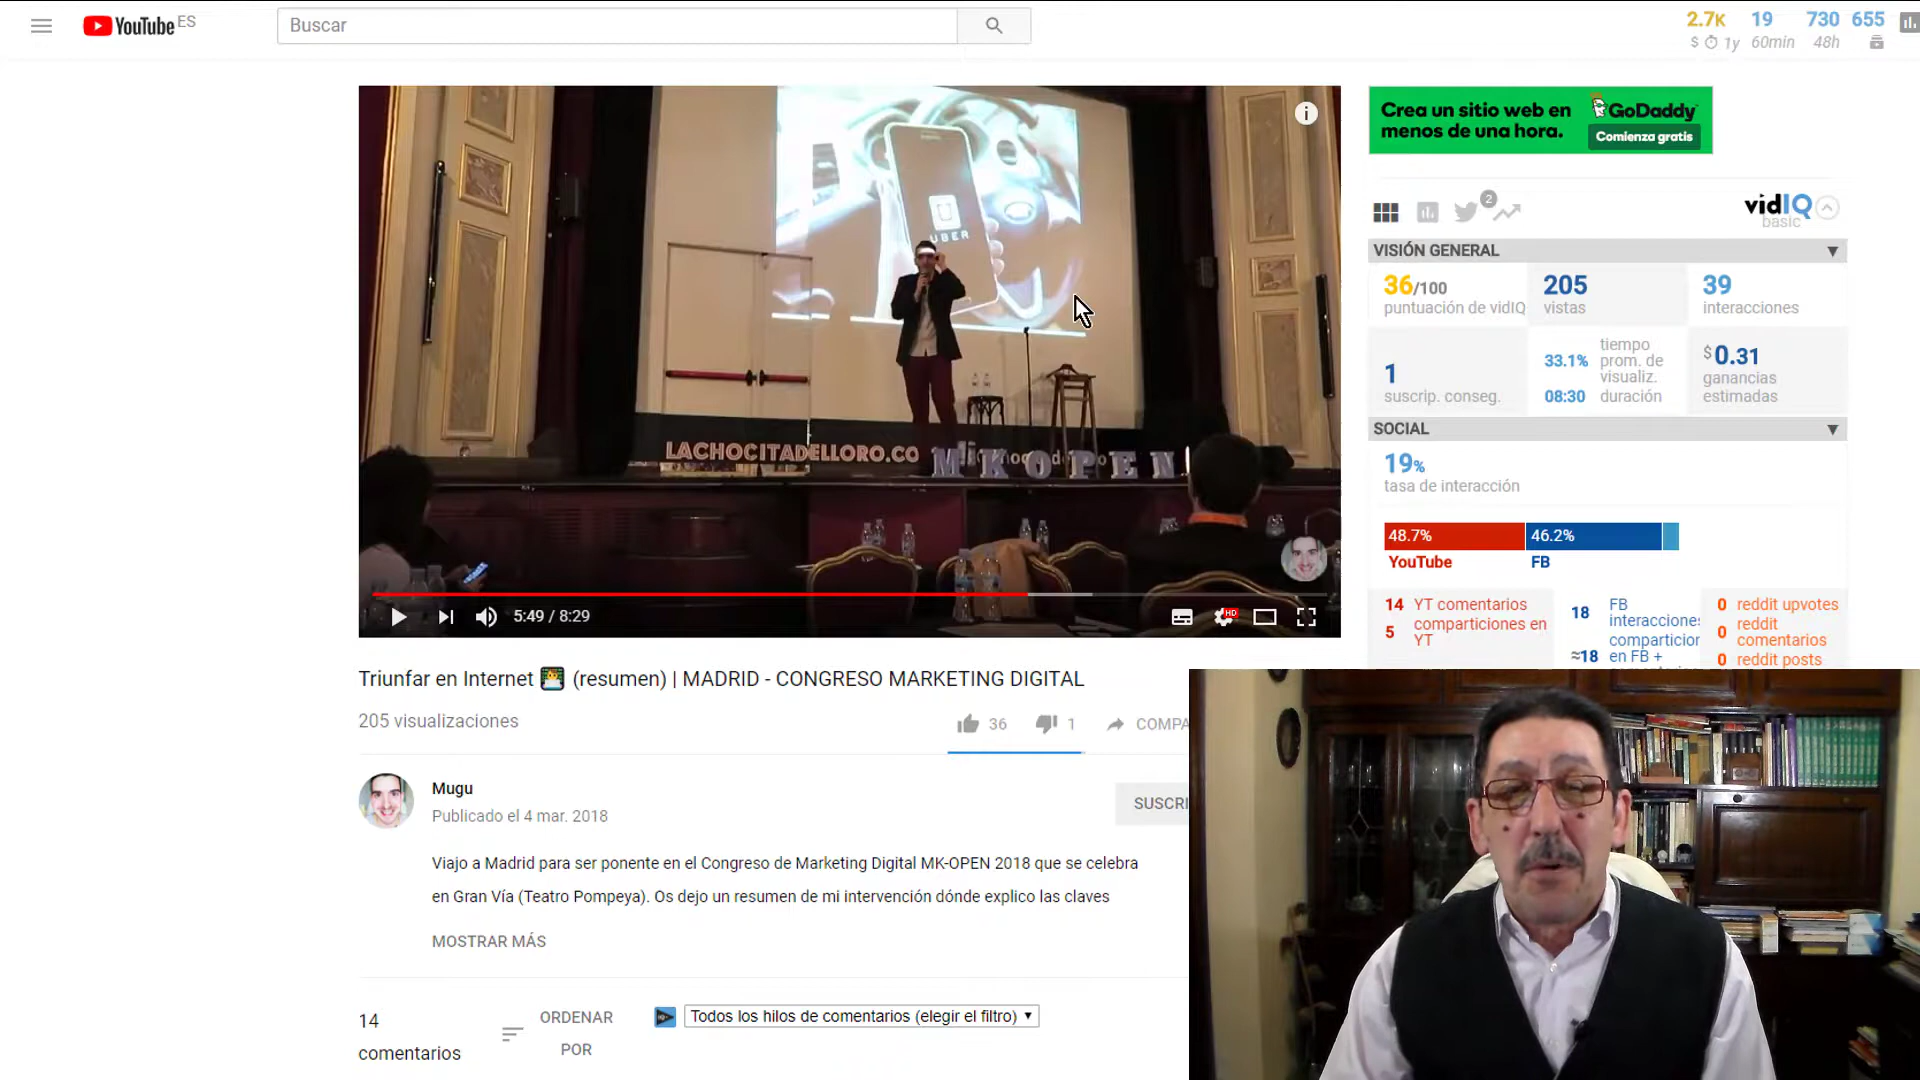 YouTube ES
Buscar
2.7K 19 730 655
$ 1y 60min 48h
UBER
LACHOCITADELLORO.CO
MKOPEN
5:49 / 8:29
HD
Triunfar en Internet (resumen) | MADRID - CONGRESO MARKETING DIGITAL
205 visualizaciones
36 1 COMPA
Mugu
Publicado el 4 mar. 2018
SUSCRI
Viajo a Madrid para ser ponente en el Congreso de Marketing Digital MK-OPEN 2018 que se celebra
en Gran Vía (Teatro Pompeya). Os dejo un resumen de mi intervención dónde explico las claves
MOSTRAR MÁS
14
comentarios
ORDENAR
POR
Todos los hilos de comentarios (elegir el filtro)
Crea un sitio web en
menos de una hora.
GoDaddy
Comienza gratis
2
vidIQ
basic
VISIÓN GENERAL
36/100
puntuación de vidIQ
205
vistas
39
interacciones
1
suscrip. conseg.
33.1%
tiempo
prom. de
visualiz.
08:30
duración
$0.31
ganancias
estimadas
SOCIAL
19%
tasa de interacción
48.7%
46.2%
YouTube
FB
14 YT comentarios
5 comparticiones en
YT
18 FB
interacciones
≈18 comparticior
en FB +
0 reddit upvotes
0 reddit
comentarios
0 reddit posts